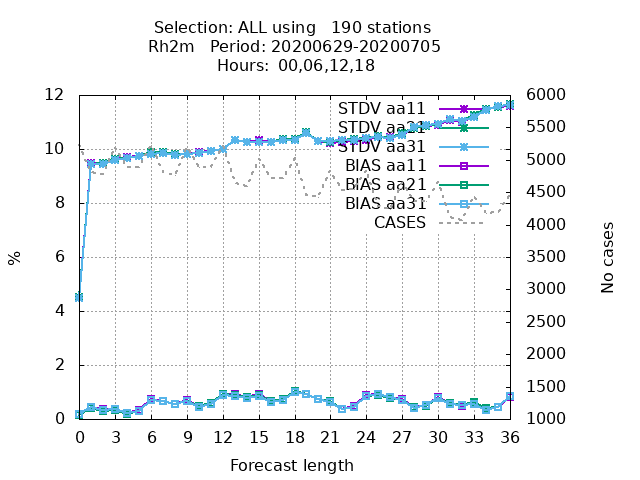 Selection: ALL using   190 stations
Rh2m   Period: 20200629-20200705
Hours:  00,06,12,18
12 6000
STDV aa11
5500
STDV aa21
10 STDV aa31 5000
BIAS aa11
BIAS aa21 4500
8 BIAS aa31
CASES 4000
% 6 3500 No cases
3000
4
2500
2 2000
1500
0 1000
0 3 6 9 12 15 18 21 24 27 30 33 36
Forecast length